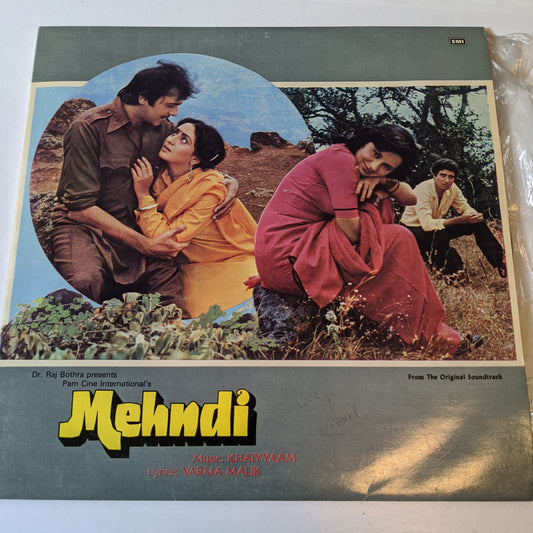 EMI
Dr. Raj Bothra presents
Pam Cine International's
From The Original Soundtrack
Mehndi
Music: KHAIYYAAM
Lyrics: VARMA MALIK